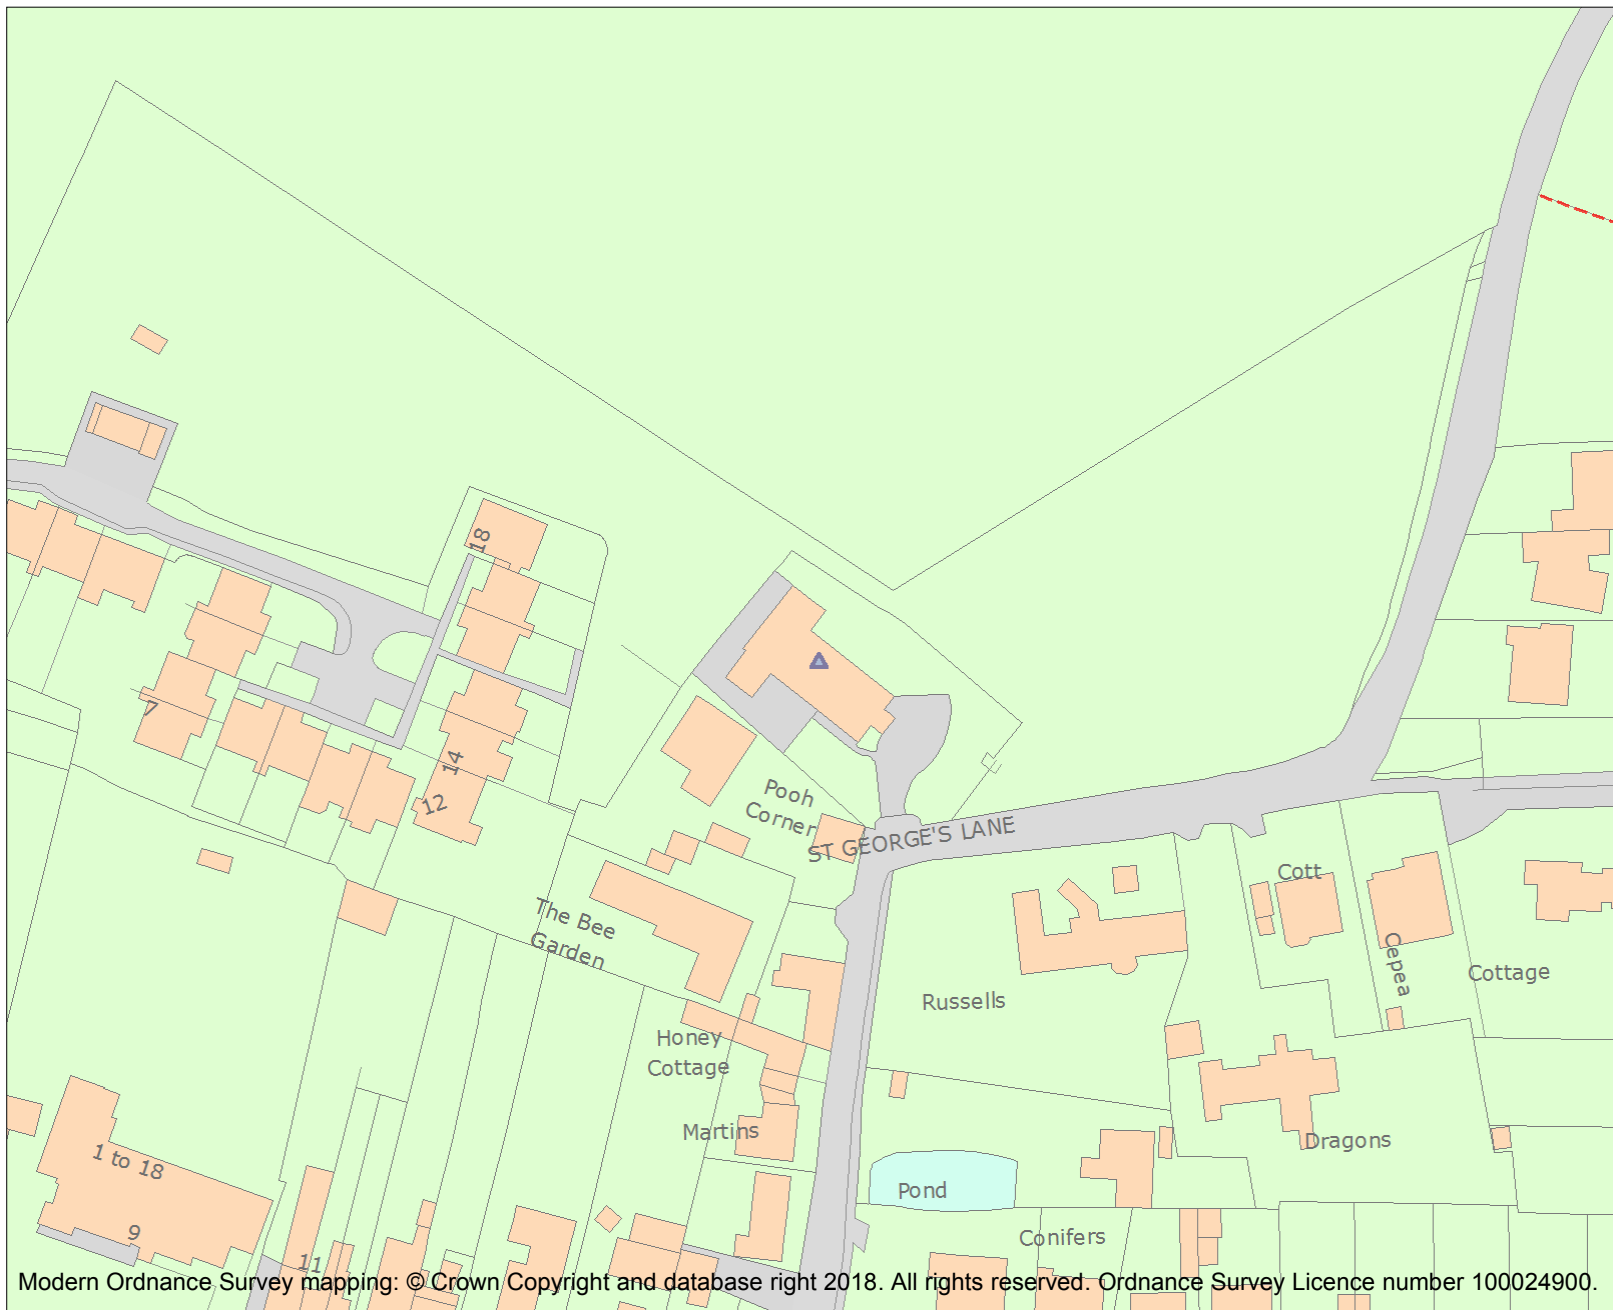 18
7
14
12
Pooh
Corner
ST GEORGE'S LANE
Cott
The Bee
Garden
Cepea
Cottage
Russells
Honey
Cottage
Martins
Dragons
1 to 18
Pond
9
Conifers
11
Modern Ordnance Survey mapping: © Crown Copyright and database right 2018. All rights reserved. Ordnance Survey Licence number 100024900.